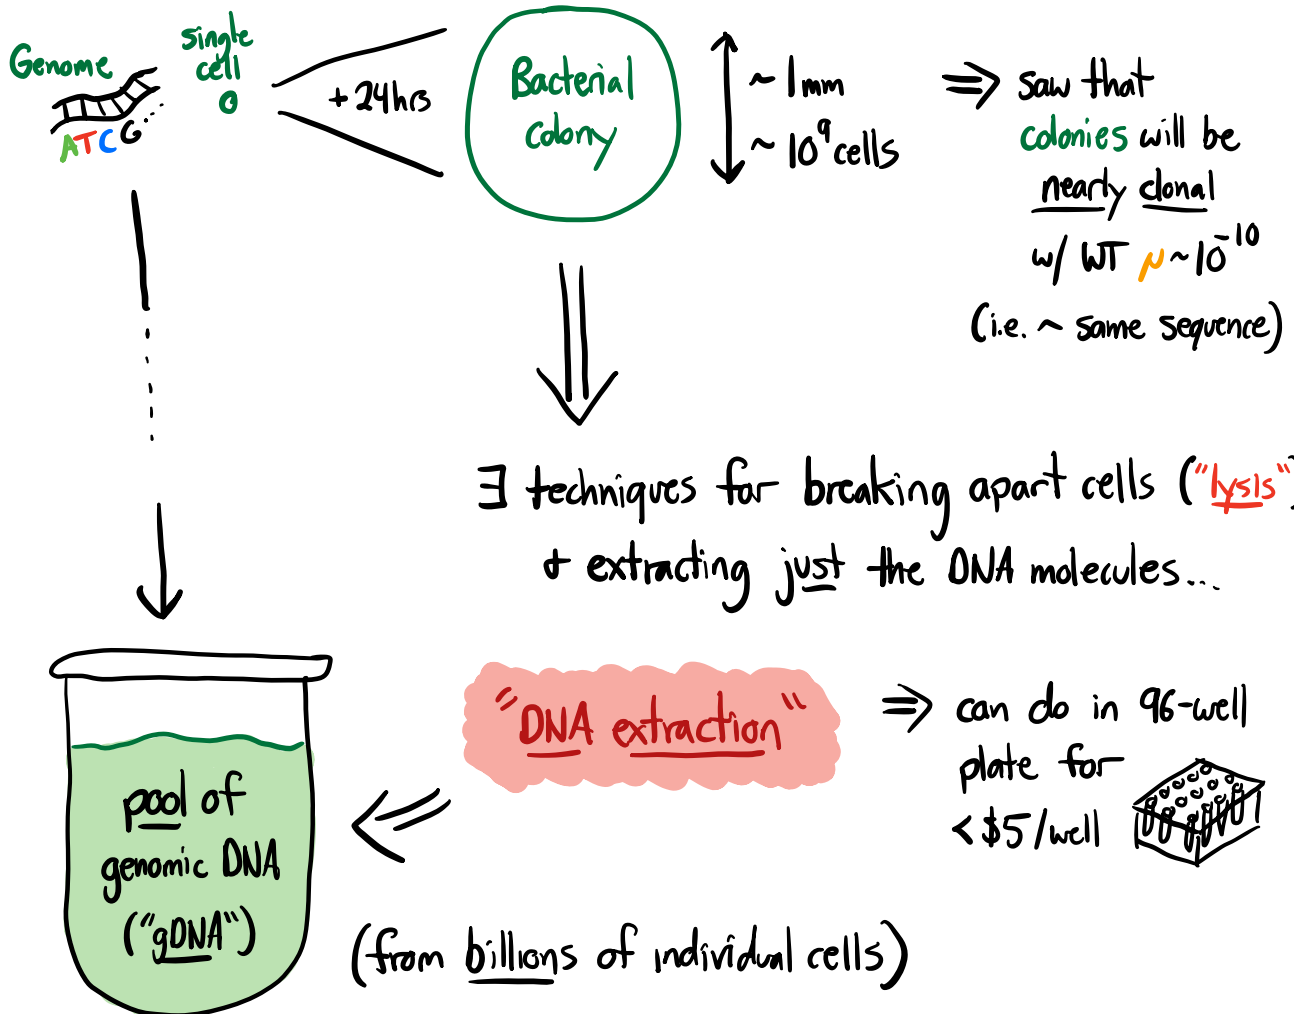 Genome
ATCG...
single
cell
+ 24hrs
Bacterial
colony
~ 1mm
~ 10⁹ cells
⇒ saw that
colonies will be
nearly clonal
w/ WT μ ~ 10⁻¹⁰
(i.e. ~ same sequence)
∃ techniques for breaking apart cells ("lysis")
+ extracting just the DNA molecules...
"DNA extraction"
⇒ can do in 96-well
plate for
< $5/well
pool of
genomic DNA
("gDNA")
(from billions of individual cells)